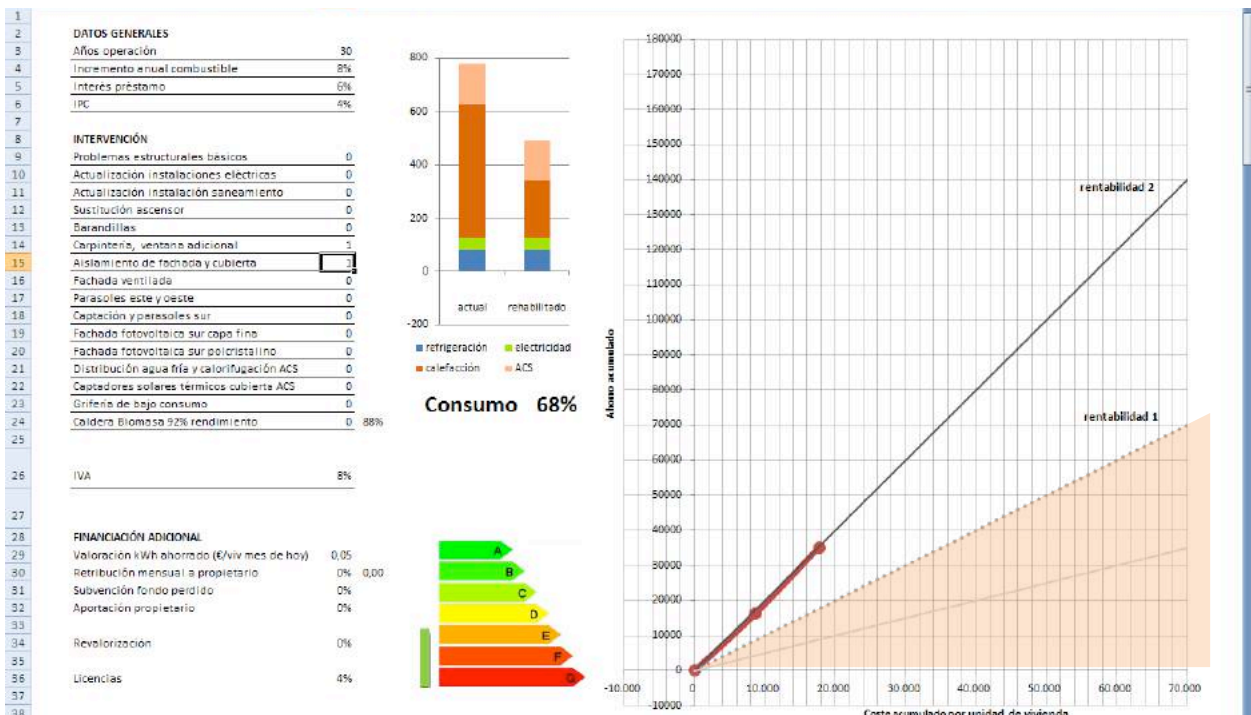 1
2 DATOS GENERALES
3 Años operación 30
4 Incremento anual combustible 8%
5 Interés préstamo 6%
6 IPC 4%
7
8 INTERVENCIÓN
9 Problemas estructurales básicos 0
10 Actualización instalaciones eléctricas 0
11 Actualización instalación saneamiento 0
12 Sustitución ascensor 0
13 Barandillas 0
14 Carpintería, ventana adicional 1
15 Aislamiento de fachada y cubierta 1
16 Fachada ventilada 0
17 Parasoles este y oeste 0
18 Captación y parasoles sur 0
19 Fachada fotovoltaica sur capa fina 0
20 Fachada fotovoltaica sur polcristalino 0
21 Distribución agua fría y calorifugación ACS 0
22 Captadores solares térmicos cubierta ACS 0
23 Grifería de bajo consumo 0
24 Caldera Biomasa 92% rendimiento 0 88%
25
26 IVA 8%
27
28 FINANCIACIÓN ADICIONAL
29 Valoración kWh ahorrado (€/viv mes de hoy) 0,05
30 Retribución mensual a propietario 0% 0,00
31 Subvención fondo perdido 0%
32 Aportación propietario 0%
33
34 Revalorización 0%
35
36 Licencias 4%
37
38
800
600
400
200
0
-200
actual rehabilitado
refrigeración electricidad
calefacción ACS
Consumo 68%
A
B
C
D
E
F
G
180000
170000
160000
150000
140000
130000
120000
110000
100000
90000
80000
70000
60000
50000
40000
30000
20000
10000
0
-10000
Ahorro acumulado
rentabilidad 2
rentabilidad 1
-10.000 0 10.000 20.000 30.000 40.000 50.000 60.000 70.000
Coste acumulado por unidad de vivienda